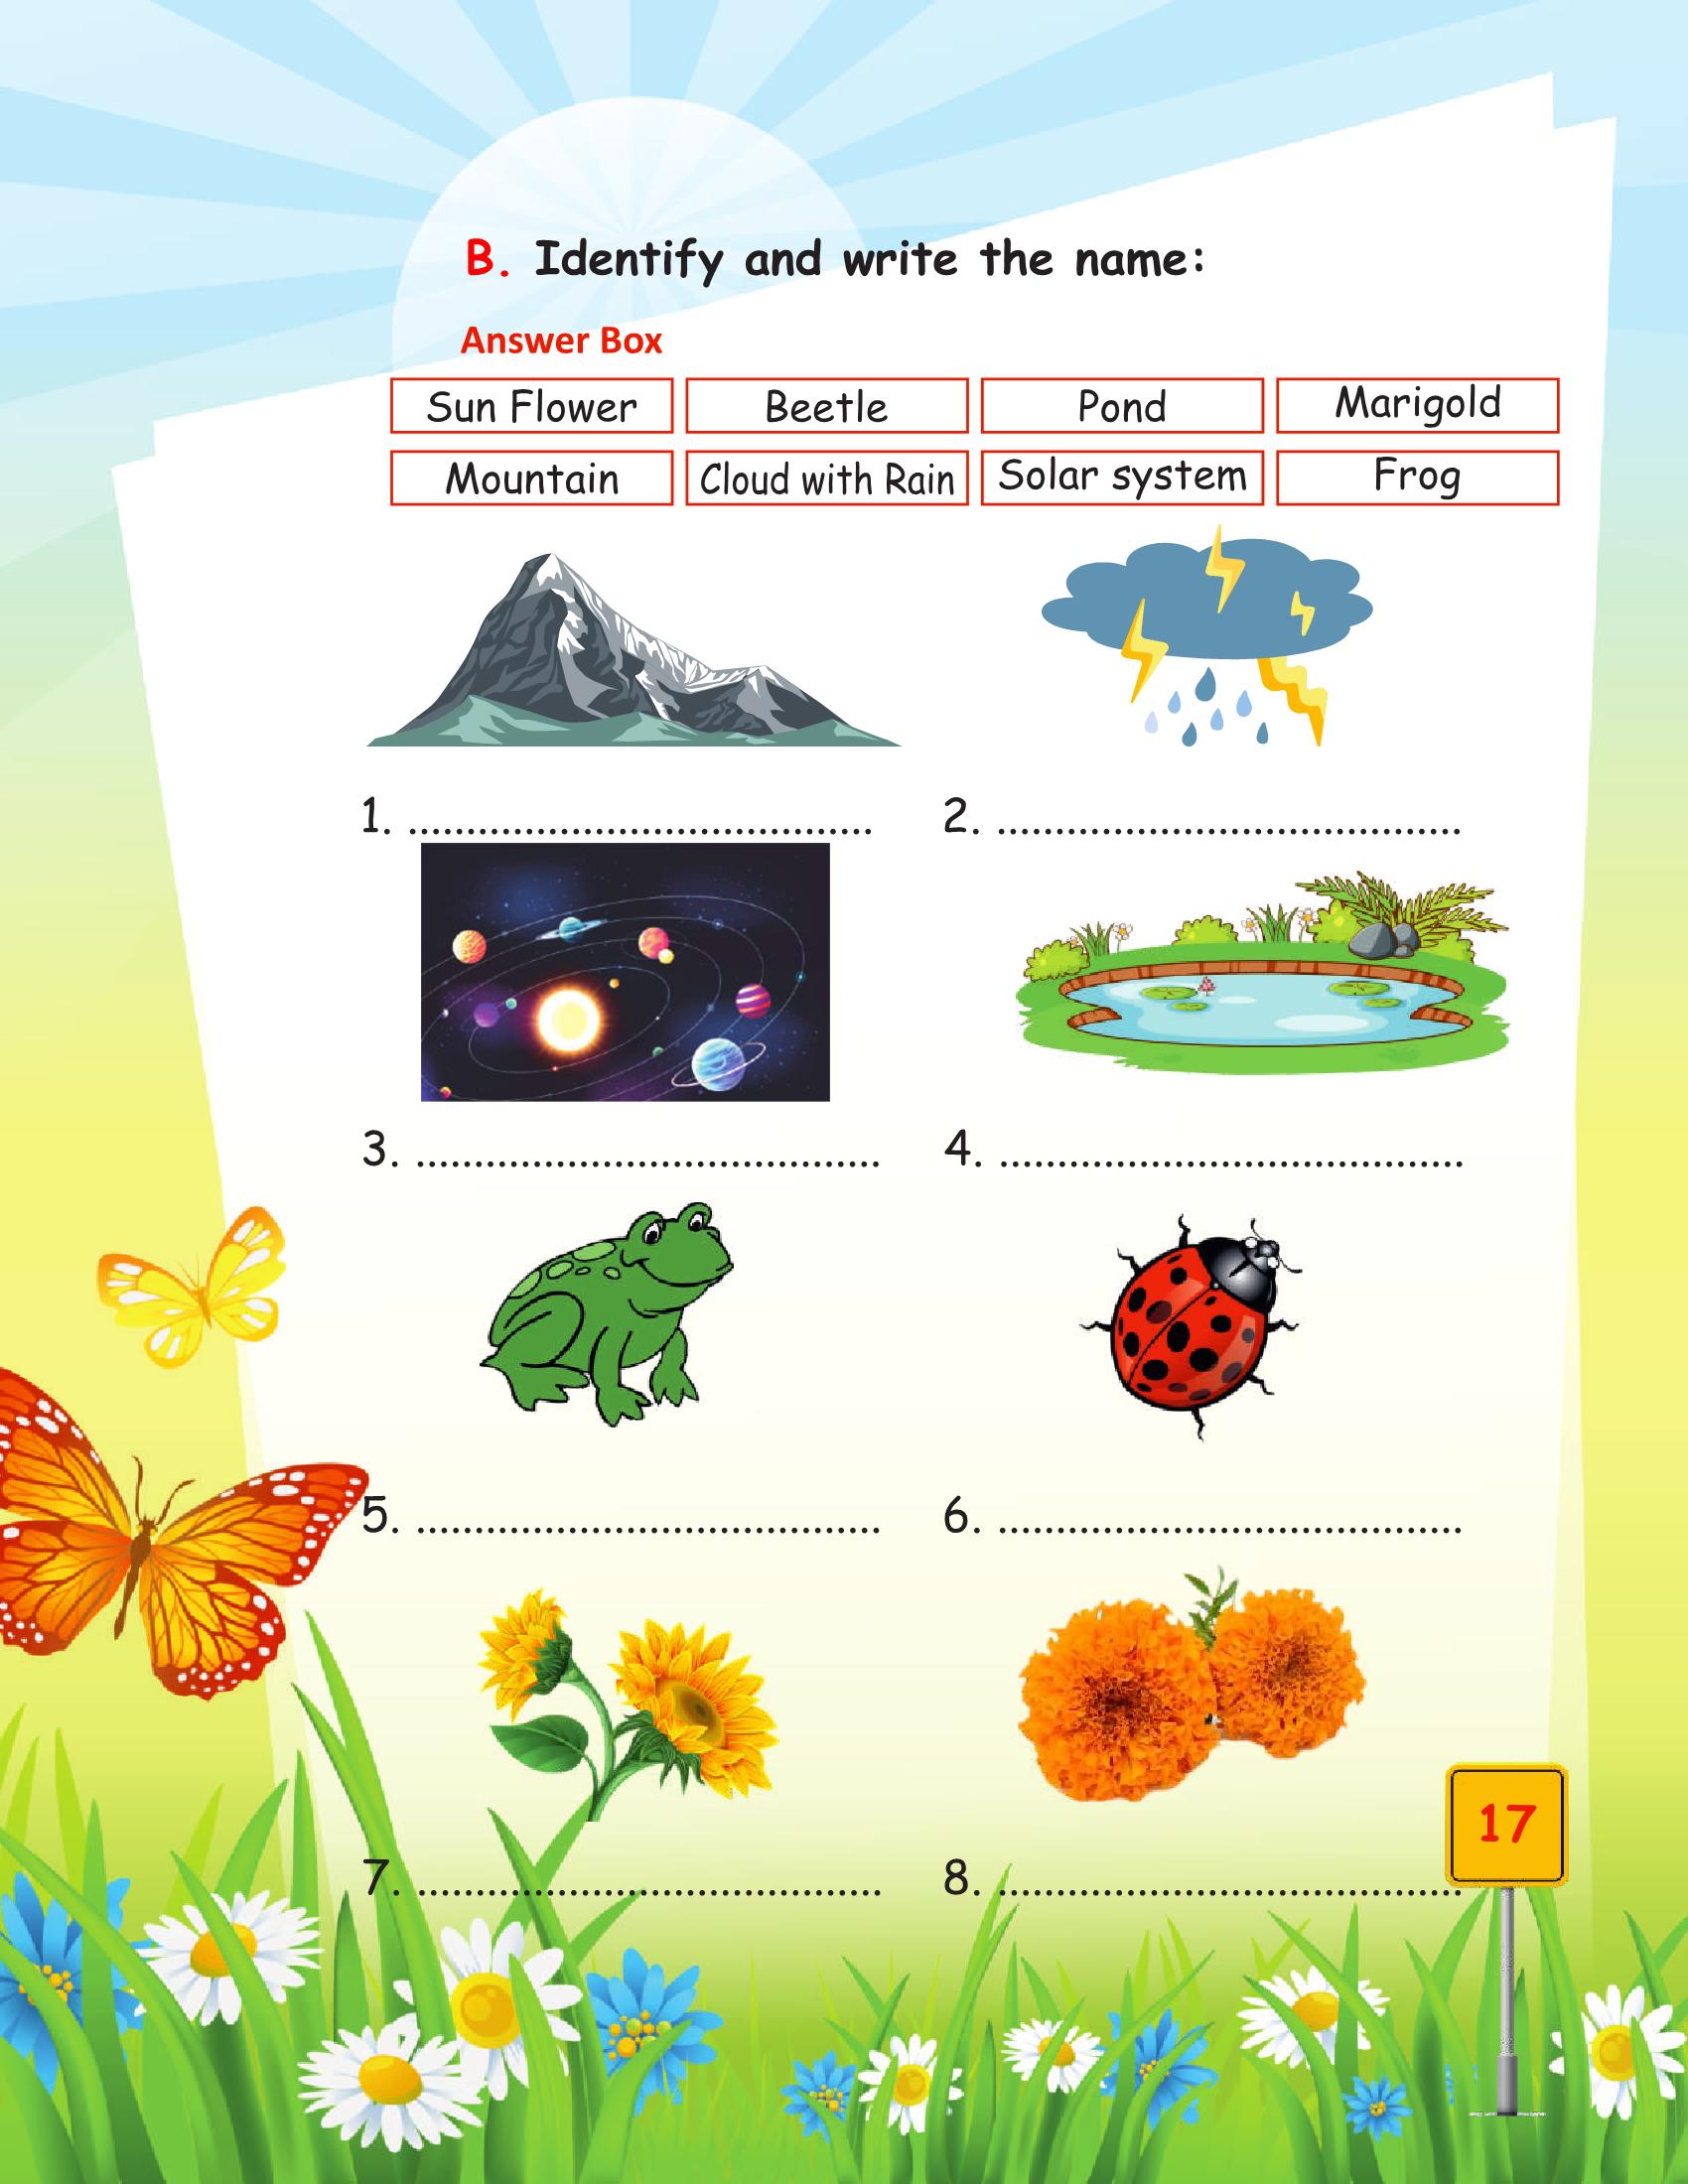 B. Identify and write the name:
Answer Box
Sun Flower Beetle Pond Marigold
Mountain Cloud with Rain Solar system Frog
1. ........................................ 2. ........................................
3. ........................................ 4. ........................................
5. ........................................ 6. ........................................
7. ........................................ 8. ........................................
17